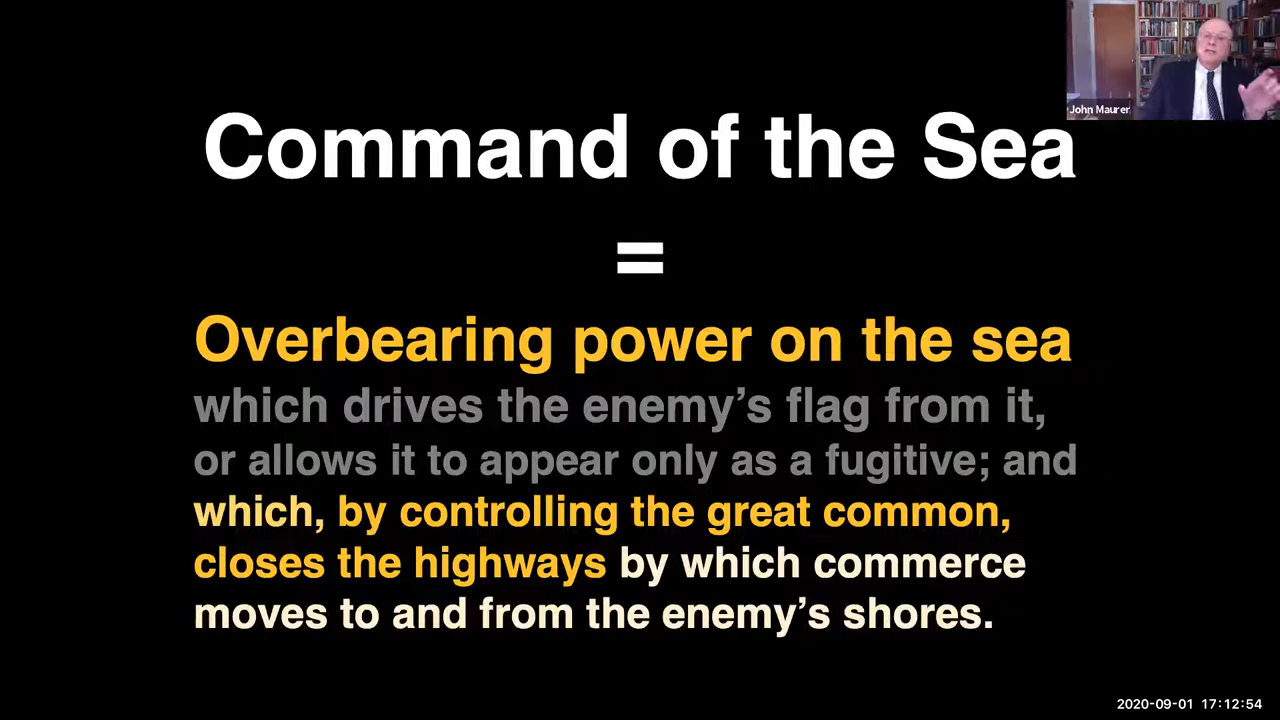 John Maurer
Command of the Sea
=
Overbearing power on the sea
which drives the enemy’s flag from it,
or allows it to appear only as a fugitive; and
which, by controlling the great common,
closes the highways by which commerce
moves to and from the enemy’s shores.
2020-09-01 17:12:54